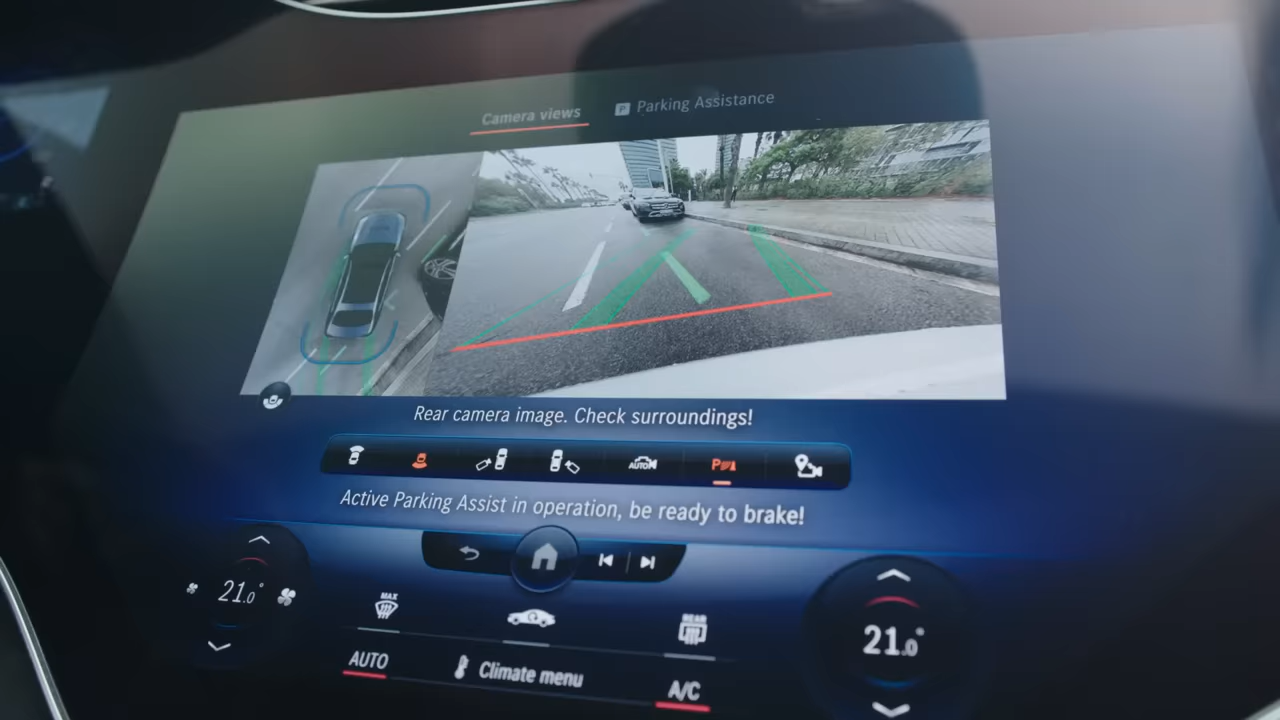 Camera views
P Parking Assistance
Rear camera image. Check surroundings!
AUTO
P
Active Parking Assist in operation, be ready to brake!
21.0°
MAX
REAR
21.0°
AUTO
Climate menu
A/C